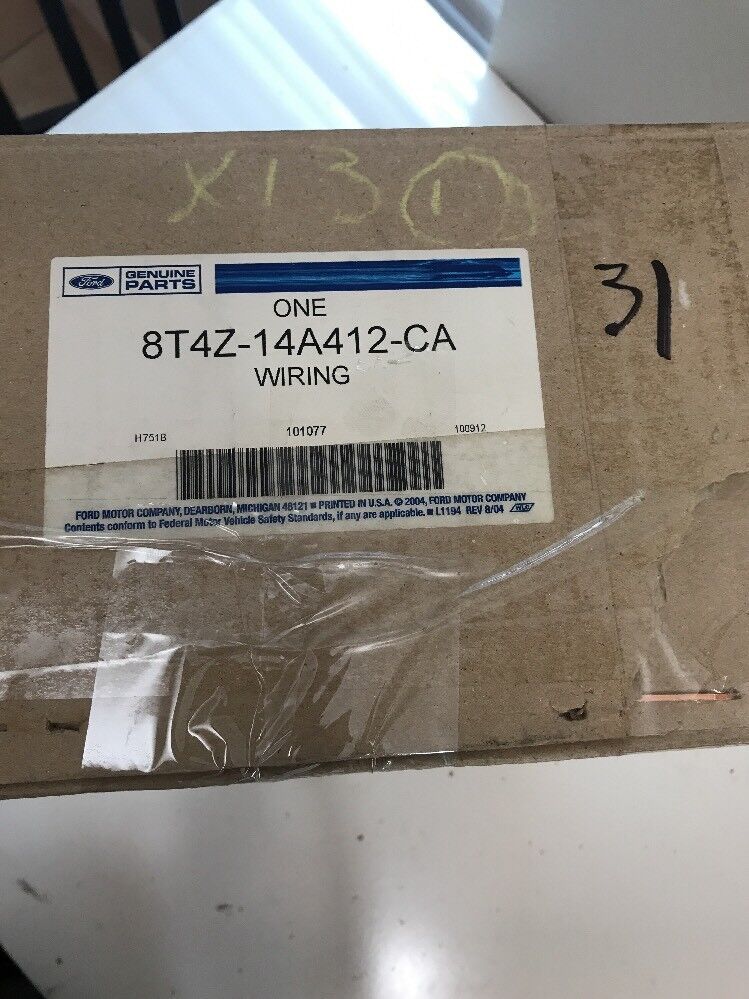 X13 1
31
Ford GENUINE PARTS
ONE
8T4Z-14A412-CA
WIRING
H751B 101077 100912
FORD MOTOR COMPANY, DEARBORN, MICHIGAN 48121 ■ PRINTED IN U.S.A. © 2004, FORD MOTOR COMPANY
Contents conform to Federal Motor Vehicle Safety Standards, if any are applicable. ■ L1194 REV 8/04